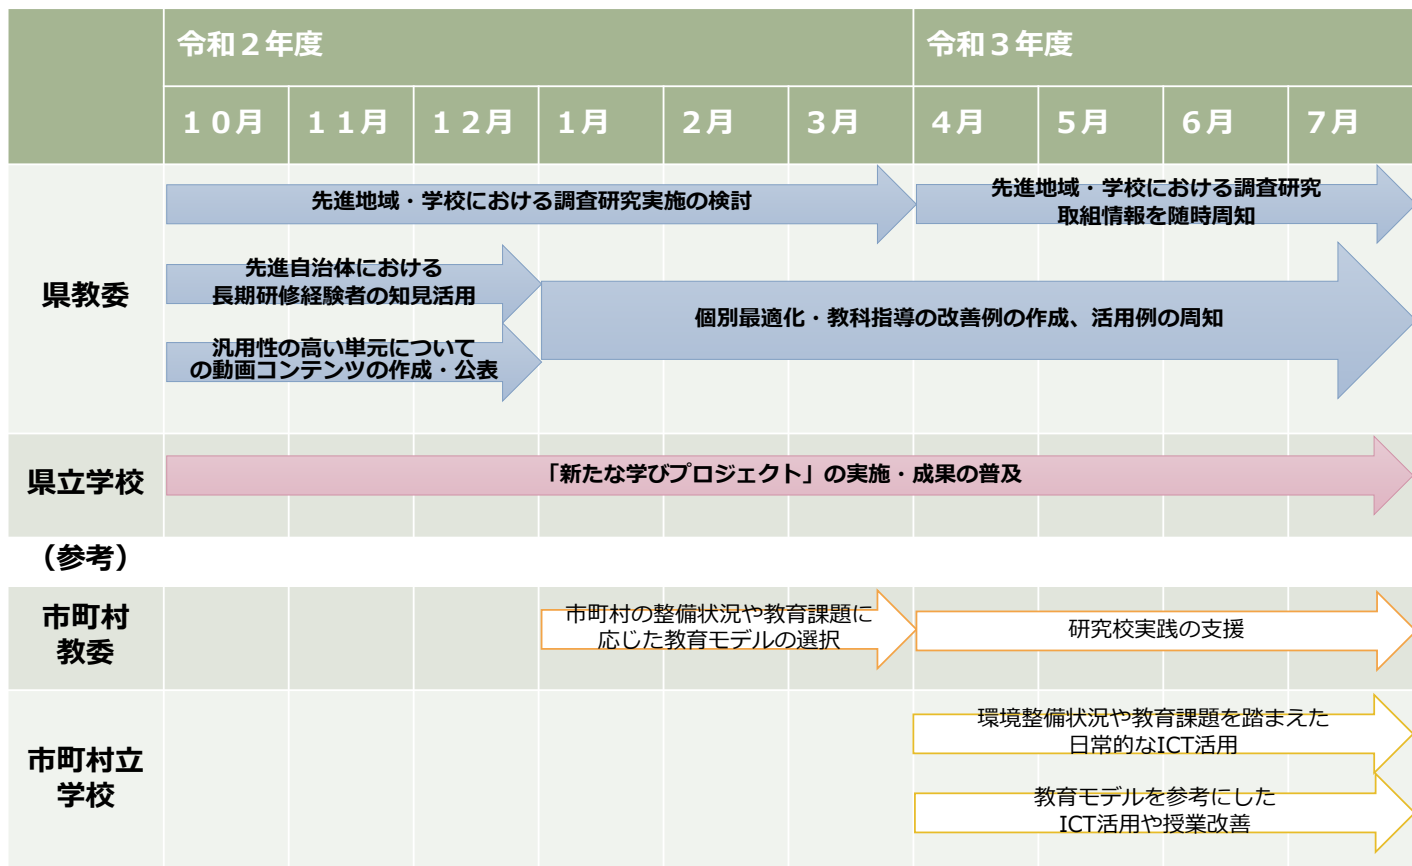 令和２年度
令和３年度
１０月
１１月
１２月
１月
２月
３月
４月
５月
６月
７月
県教委
先進地域・学校における調査研究実施の検討
先進地域・学校における調査研究
取組情報を随時周知
先進自治体における
長期研修経験者の知見活用
汎用性の高い単元について
の動画コンテンツの作成・公表
個別最適化・教科指導の改善例の作成、活用例の周知
県立学校
「新たな学びプロジェクト」の実施・成果の普及
（参考）
市町村
教委
市町村の整備状況や教育課題に
応じた教育モデルの選択
研究校実践の支援
市町村立
学校
環境整備状況や教育課題を踏まえた
日常的なICT活用
教育モデルを参考にした
ICT活用や授業改善